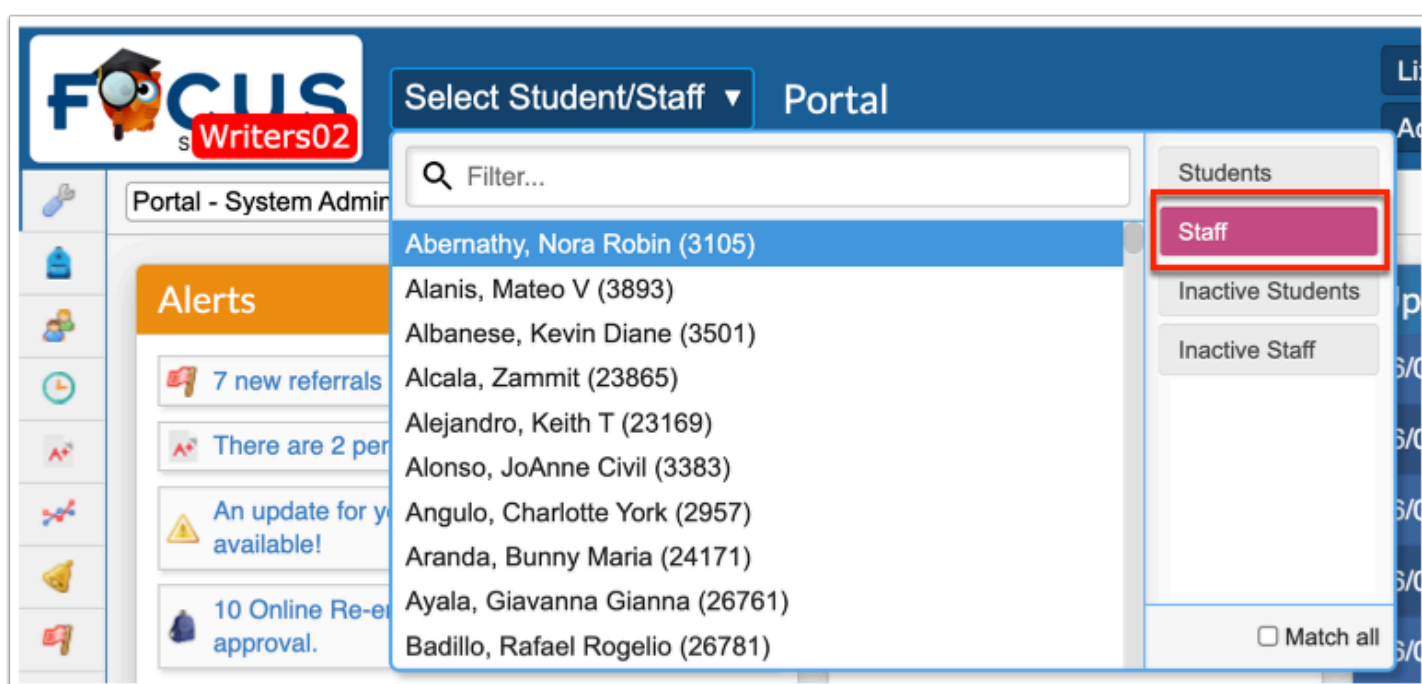 FOCUS
Writers02
Select Student/Staff ▼
Portal
Filter...
Students
Staff
Inactive Students
Inactive Staff
Match all
Portal - System Admin
Abernathy, Nora Robin (3105)
Alanis, Mateo V (3893)
Albanese, Kevin Diane (3501)
Alcala, Zammit (23865)
Alejandro, Keith T (23169)
Alonso, JoAnne Civil (3383)
Angulo, Charlotte York (2957)
Aranda, Bunny Maria (24171)
Ayala, Giavanna Gianna (26761)
Badillo, Rafael Rogelio (26781)
Alerts
7 new referrals
There are 2 per
An update for y
available!
10 Online Re-e
approval.